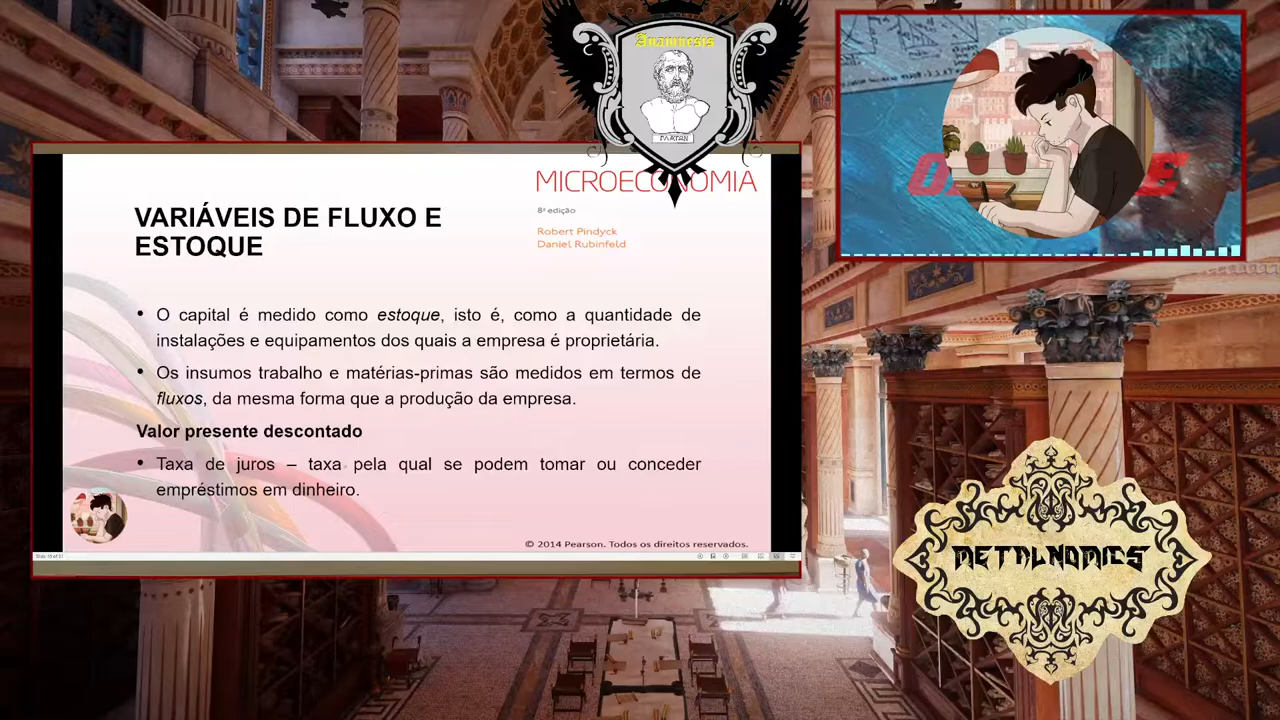 Anamnesis
PLATON
MICROECONOMIA
8ª edição
Robert Pindyck
Daniel Rubinfeld
VARIÁVEIS DE FLUXO E
ESTOQUE
• O capital é medido como estoque, isto é, como a quantidade de
instalações e equipamentos dos quais a empresa é proprietária.
• Os insumos trabalho e matérias-primas são medidos em termos de
fluxos, da mesma forma que a produção da empresa.
Valor presente descontado
• Taxa de juros – taxa pela qual se podem tomar ou conceder
empréstimos em dinheiro.
© 2014 Pearson. Todos os direitos reservados.
METALNOMICS